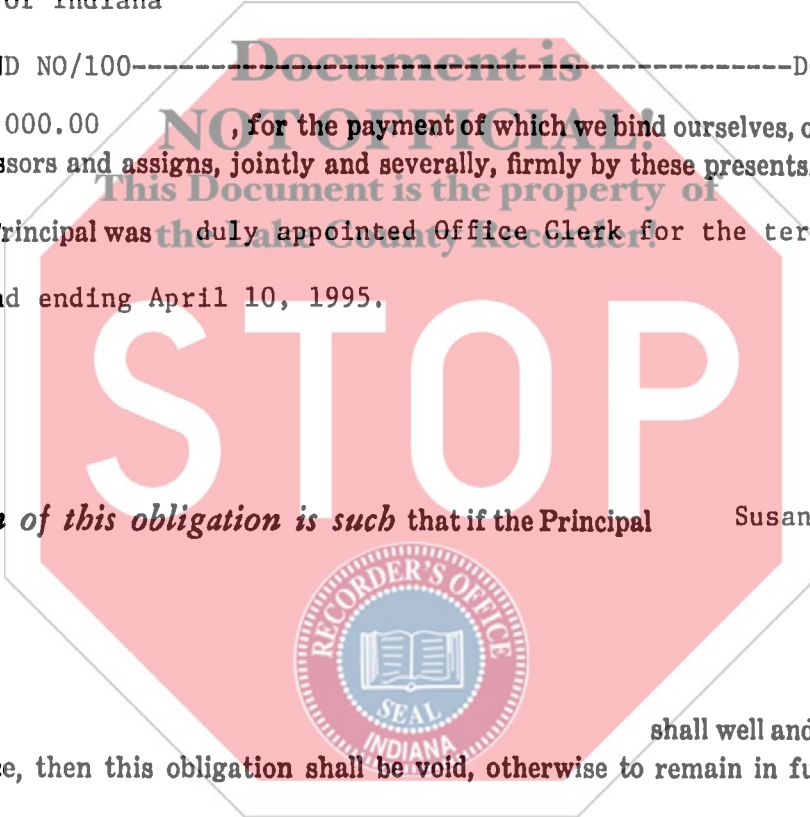 of Indiana
D NO/100-----------------------------------------------D
Document is
000.00 , for the payment of which we bind ourselves, o
NOT OFFICIAL!
ssors and assigns, jointly and severally, firmly by these presents.
This Document is the property of
rincipal was duly appointed Office Clerk for the ter
the Lake County Recorder!
d ending April 10, 1995.
STOP
of this obligation is such that if the Principal Susan
RECORDER'S OFFICE
SEAL
INDIANA
shall well and
e, then this obligation shall be void, otherwise to remain in fu